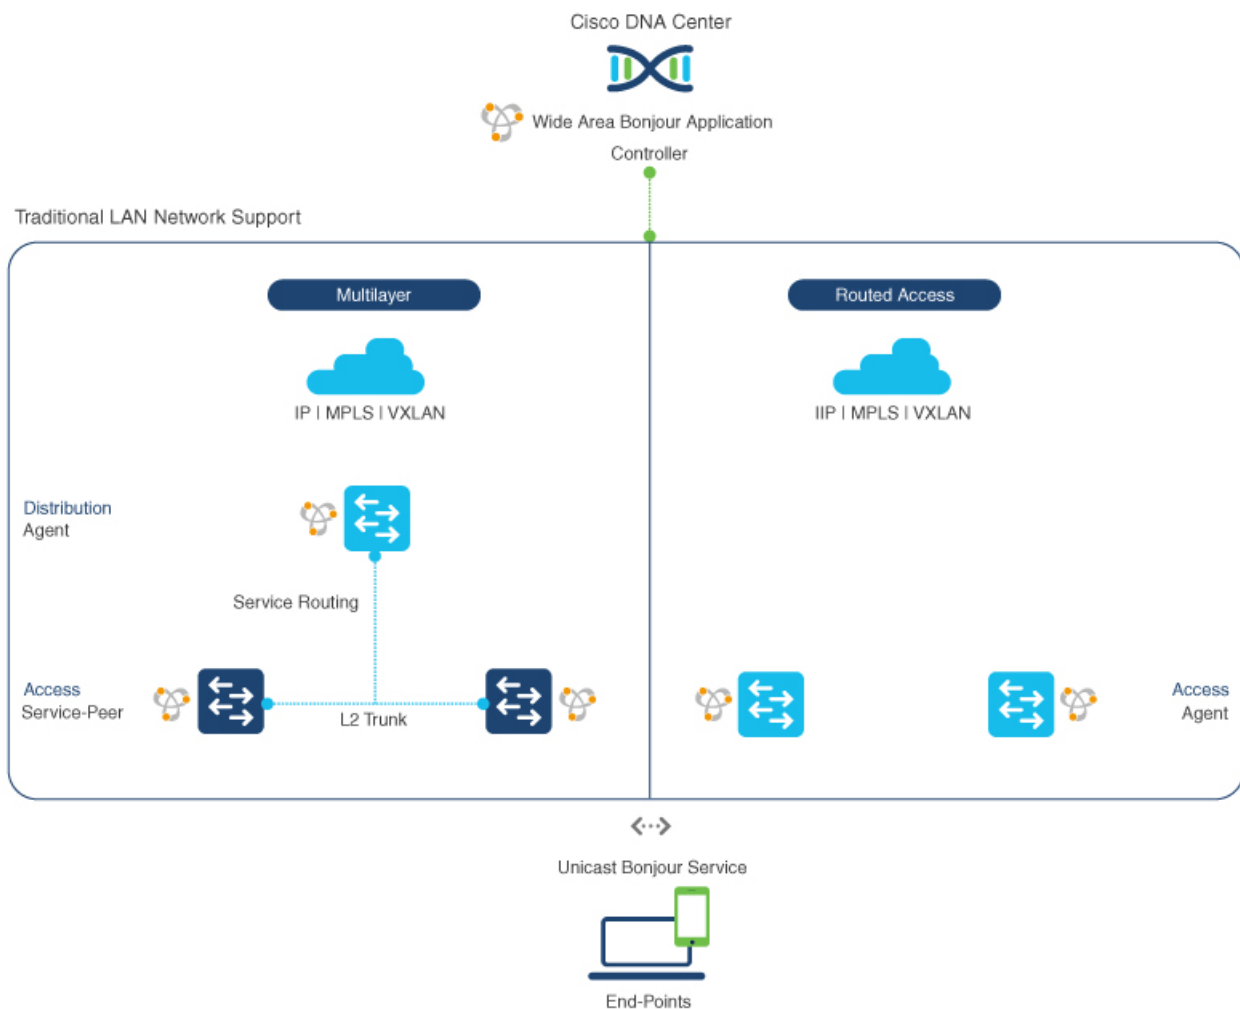 Cisco DNA Center
Wide Area Bonjour Application
Controller
Traditional LAN Network Support
Multilayer
Routed Access
IP | MPLS | VXLAN
IIP | MPLS | VXLAN
Distribution
Agent
Service Routing
Access
Service-Peer
L2 Trunk
Access
Agent
Unicast Bonjour Service
End-Points